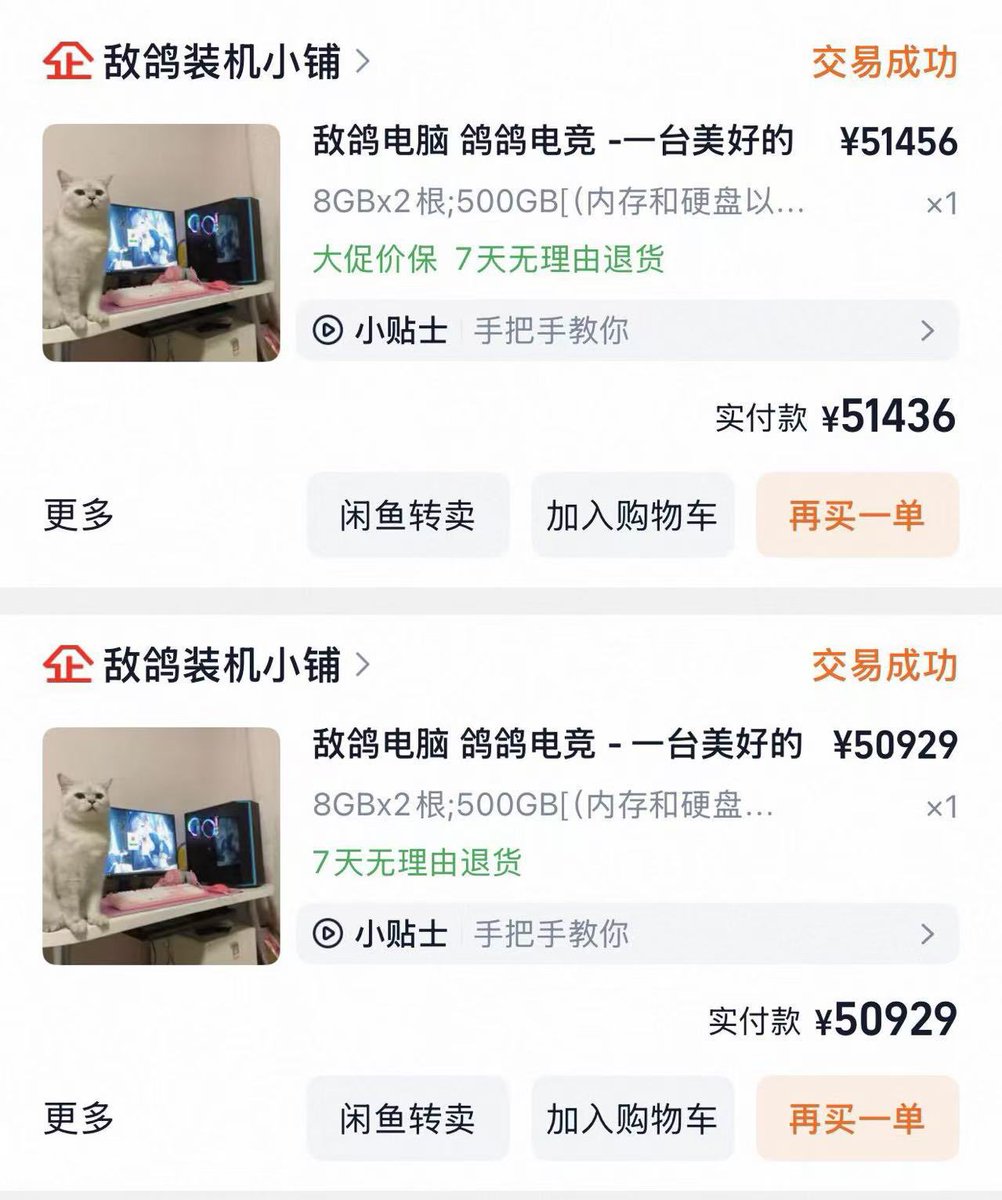 敌鸽装机小铺 >
交易成功
敌鸽电脑 鸽鸽电竞 -一台美好的
¥51456
8GBx2根;500GB[(内存和硬盘以...
×1
大促价保 7天无理由退货
小贴士 | 手把手教你 >
实付款 ¥51436
更多
闲鱼转卖
加入购物车
再买一单
敌鸽装机小铺 >
交易成功
敌鸽电脑 鸽鸽电竞 - 一台美好的
¥50929
8GBx2根;500GB[(内存和硬盘...
×1
7天无理由退货
小贴士 | 手把手教你 >
实付款 ¥50929
更多
闲鱼转卖
加入购物车
再买一单